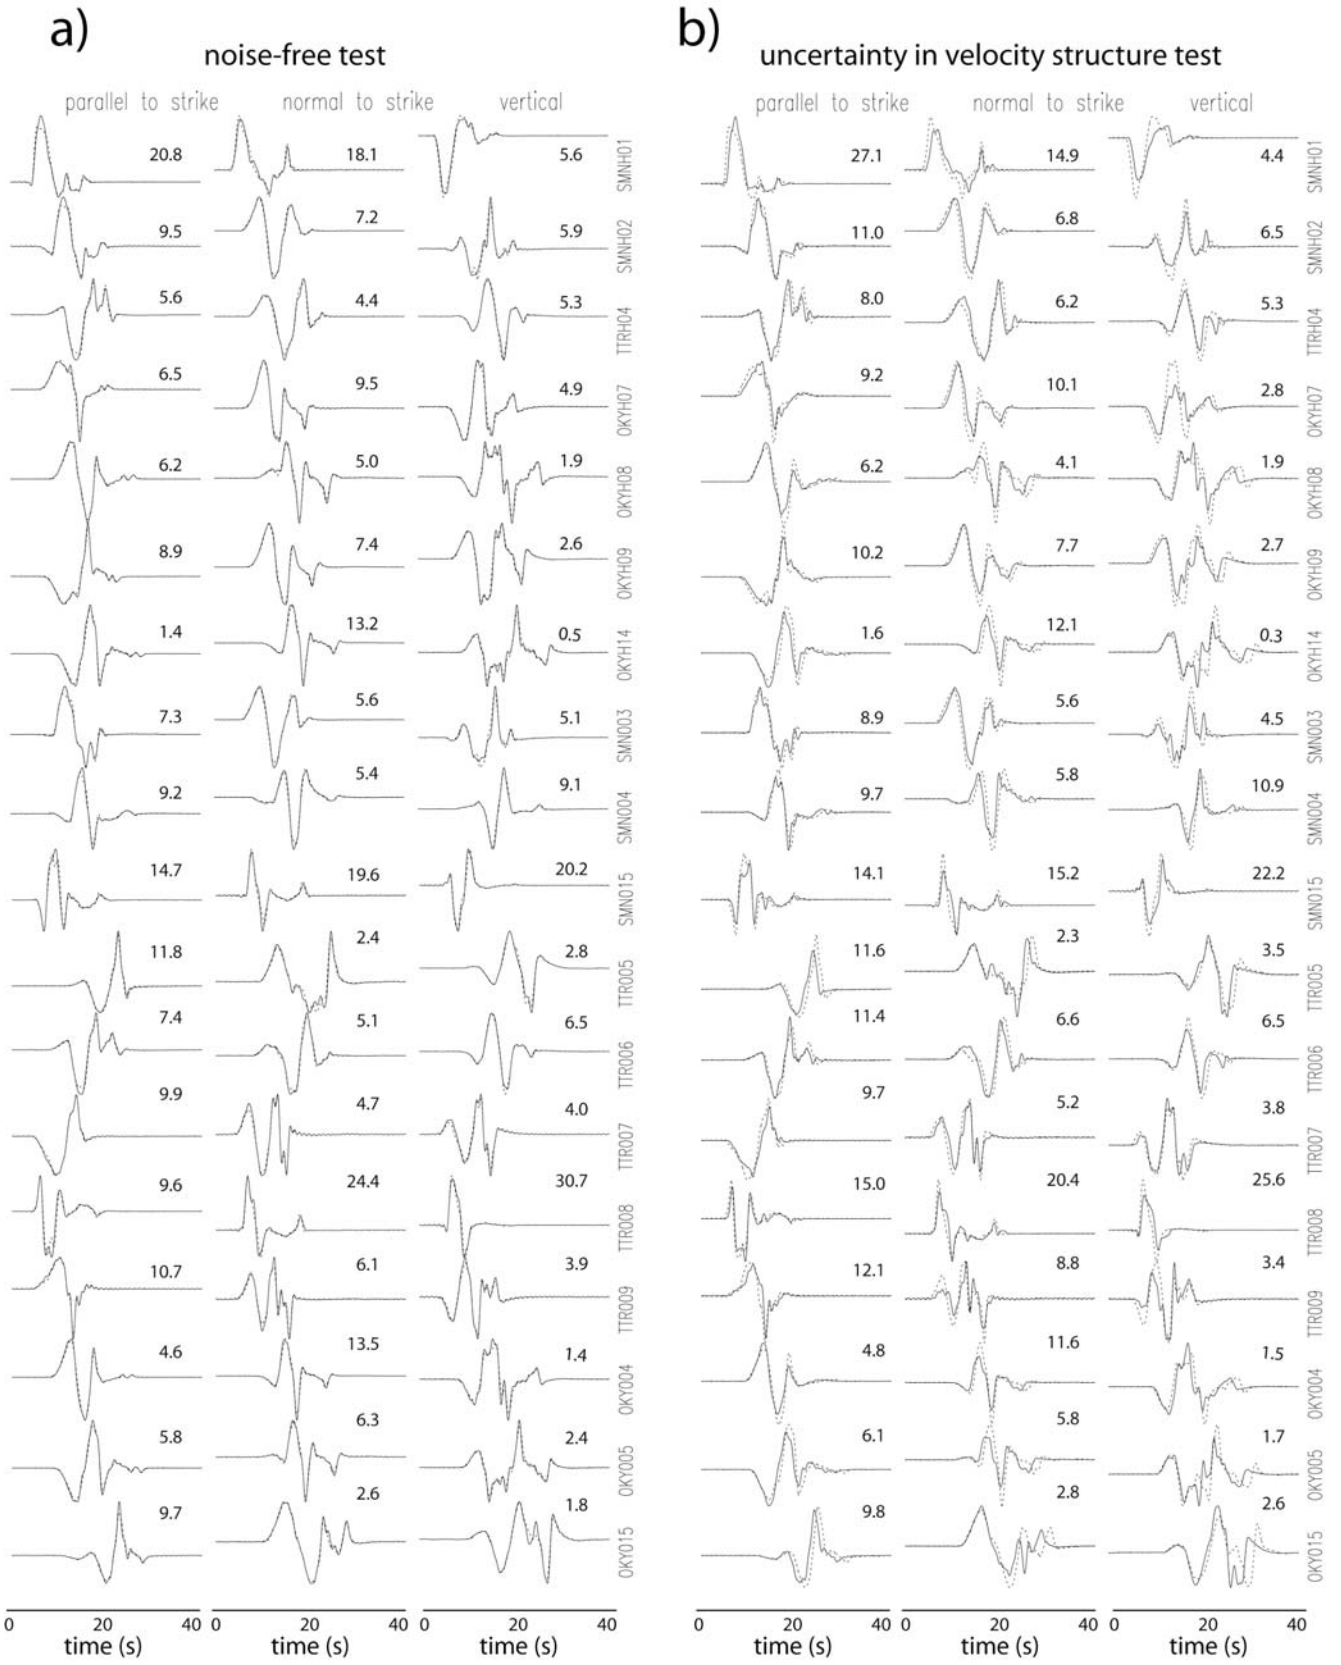 a)
noise-free test
parallel to strike normal to strike vertical
20.8 18.1 5.6 SMNH01
9.5 7.2 5.9 SMNH02
5.6 4.4 5.3 TTRH04
6.5 9.5 4.9 OKYH07
6.2 5.0 1.9 OKYH08
8.9 7.4 2.6 OKYH09
1.4 13.2 0.5 OKYH14
7.3 5.6 5.1 SMN003
9.2 5.4 9.1 SMN004
14.7 19.6 20.2 SMN015
11.8 2.4 2.8 TTR005
7.4 5.1 6.5 TTR006
9.9 4.7 4.0 TTR007
9.6 24.4 30.7 TTR008
10.7 6.1 3.9 TTR009
4.6 13.5 1.4 OKY004
5.8 6.3 2.4 OKY005
9.7 2.6 1.8 OKY015
0 20 40 0 20 40 0 20 40
time (s) time (s) time (s)
b)
uncertainty in velocity structure test
parallel to strike normal to strike vertical
27.1 14.9 4.4 SMNH01
11.0 6.8 6.5 SMNH02
8.0 6.2 5.3 TTRH04
9.2 10.1 2.8 OKYH07
6.2 4.1 1.9 OKYH08
10.2 7.7 2.7 OKYH09
1.6 12.1 0.3 OKYH14
8.9 5.6 4.5 SMN003
9.7 5.8 10.9 SMN004
14.1 15.2 22.2 SMN015
11.6 2.3 3.5 TTR005
11.4 6.6 6.5 TTR006
9.7 5.2 3.8 TTR007
15.0 20.4 25.6 TTR008
12.1 8.8 3.4 TTR009
4.8 11.6 1.5 OKY004
6.1 5.8 1.7 OKY005
9.8 2.8 2.6 OKY015
0 20 40 0 20 40 0 20 40
time (s) time (s) time (s)